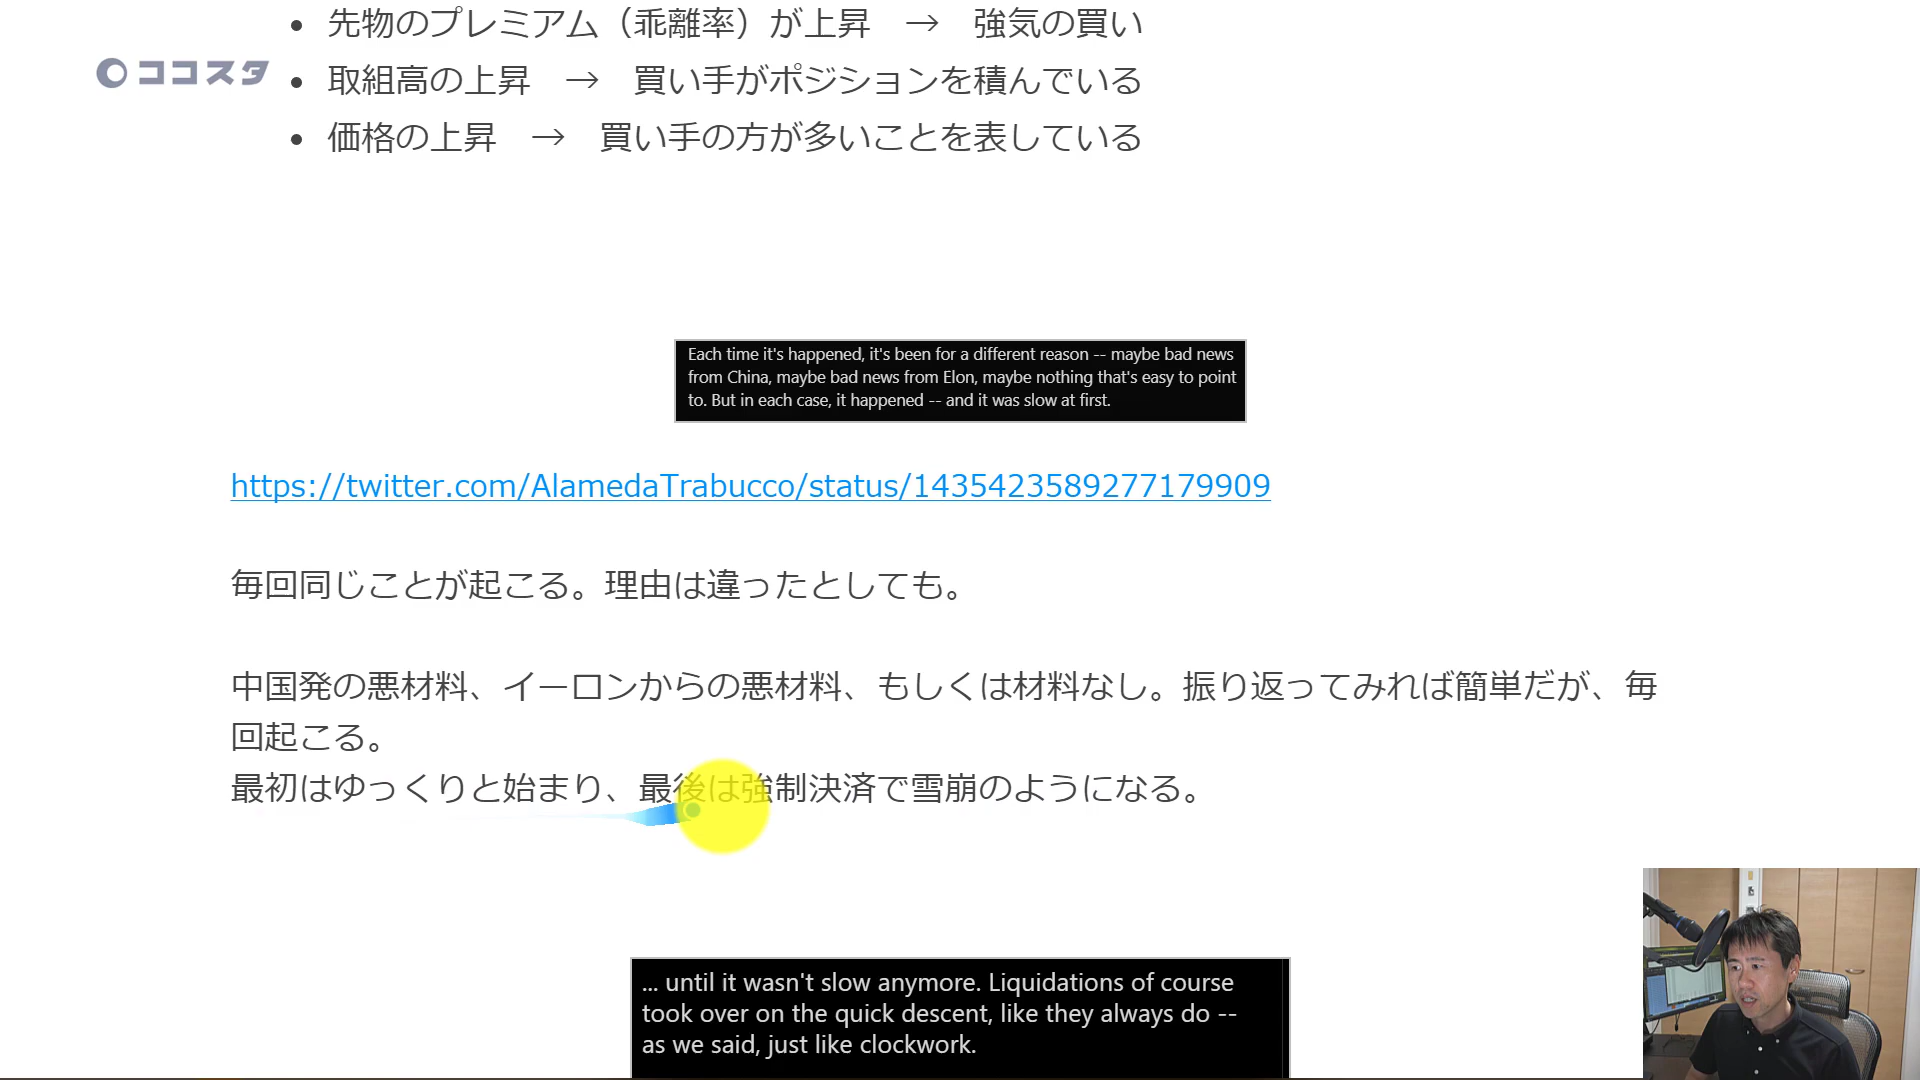 先物のプレミアム（乖離率）が上昇　→　強気の買い
ココスタ
取組高の上昇　→　買い手がポジションを積んでいる
価格の上昇　→　買い手の方が多いことを表している
Each time it's happened, it's been for a different reason -- maybe bad news
from China, maybe bad news from Elon, maybe nothing that's easy to point
to. But in each case, it happened -- and it was slow at first.
https://twitter.com/AlamedaTrabucco/status/1435423589277179909
毎回同じことが起こる。理由は違ったとしても。
中国発の悪材料、イーロンからの悪材料、もしくは材料なし。振り返ってみれば簡単だが、毎
回起こる。
最初はゆっくりと始まり、最後は強制決済で雪崩のようになる。
... until it wasn't slow anymore. Liquidations of course
took over on the quick descent, like they always do --
as we said, just like clockwork.